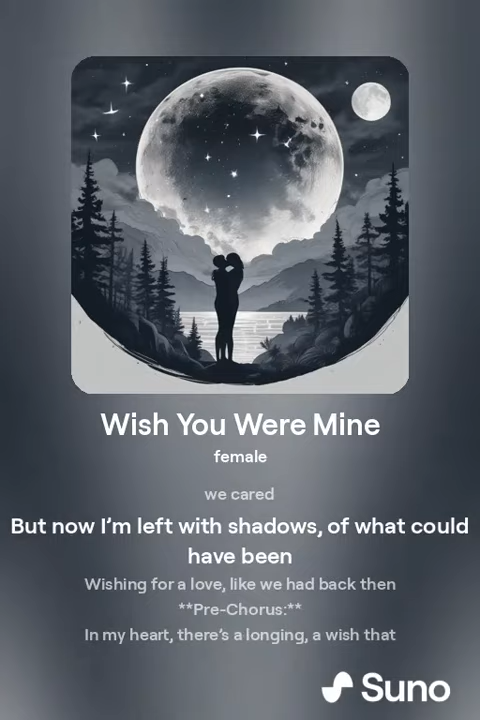 Wish You Were Mine
female
we cared
But now I’m left with shadows, of what could
have been
Wishing for a love, like we had back then
**Pre-Chorus:**
In my heart, there’s a longing, a wish that
Suno